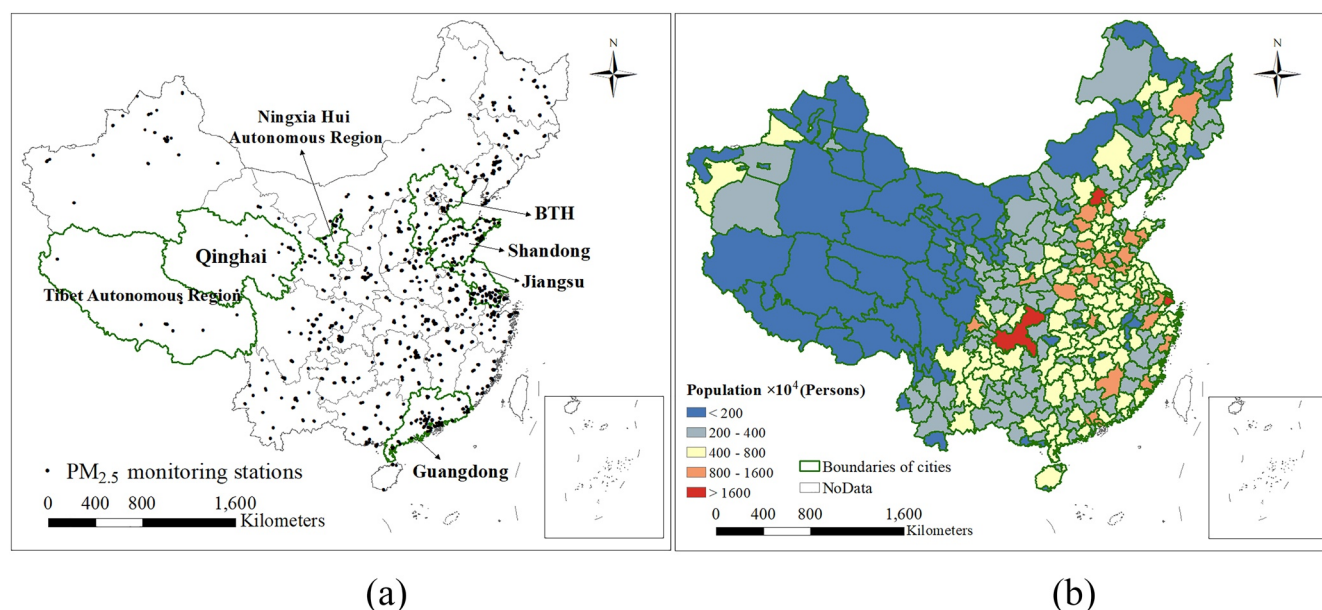 N
Ningxia Hui
Autonomous Region
BTH
Shandong
Jiangsu
Qinghai
Tibet Autonomous Region
Guangdong
• PM2.5 monitoring stations
0 400 800 1,600
Kilometers
(a)
N
Population ×10⁴(Persons)
< 200
200 - 400
400 - 800
800 - 1600
> 1600
Boundaries of cities
NoData
0 400 800 1,600
Kilometers
(b)